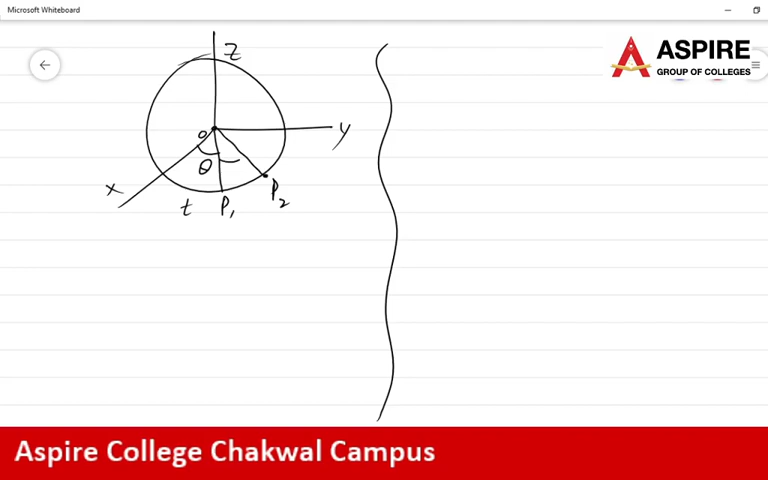 Microsoft Whiteboard
ASPIRE
GROUP OF COLLEGES
Z
o
y
θ
x
t P₁ P₂
Aspire College Chakwal Campus